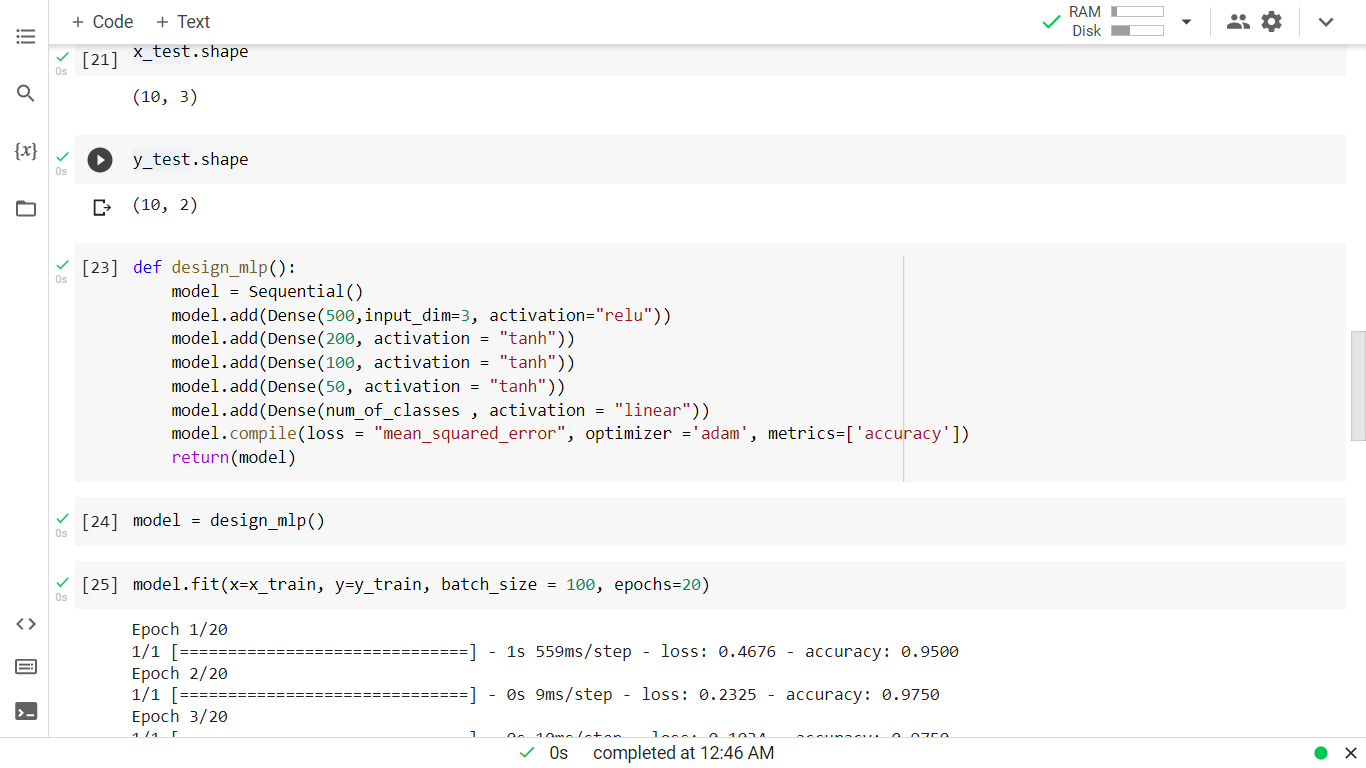 + Code + Text
RAM
Disk
[21] x_test.shape
0s
(10, 3)
{x}
0s
y_test.shape
(10, 2)
[23] def design_mlp():
0s
model = Sequential()
model.add(Dense(500,input_dim=3, activation="relu"))
model.add(Dense(200, activation = "tanh"))
model.add(Dense(100, activation = "tanh"))
model.add(Dense(50, activation = "tanh"))
model.add(Dense(num_of_classes , activation = "linear"))
model.compile(loss = "mean_squared_error", optimizer ='adam', metrics=['accuracy'])
return(model)
[24] model = design_mlp()
0s
[25] model.fit(x=x_train, y=y_train, batch_size = 100, epochs=20)
0s
Epoch 1/20
1/1 [==============================] - 1s 559ms/step - loss: 0.4676 - accuracy: 0.9500
Epoch 2/20
1/1 [==============================] - 0s 9ms/step - loss: 0.2325 - accuracy: 0.9750
Epoch 3/20
0s completed at 12:46 AM